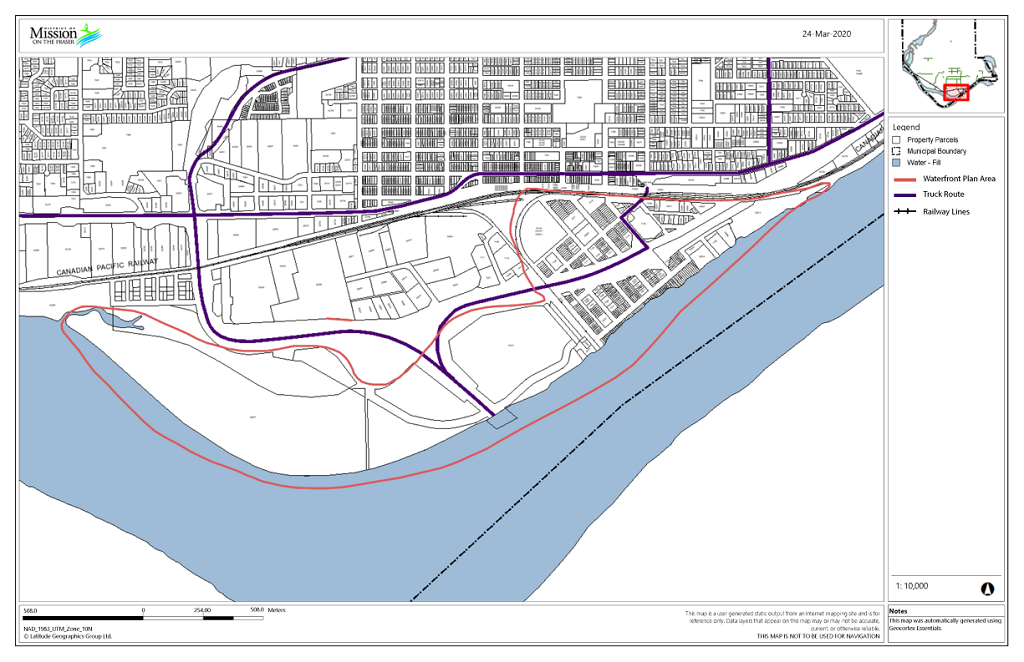 DISTRICT OF
Mission
ON THE FRASER
24-Mar-2020
CANADIAN PACIFIC RAILWAY
CANADIAN
Legend
Property Parcels
Municipal Boundary
Water - Fill
Waterfront Plan Area
Truck Route
Railway Lines
1: 10,000
508.0 0 254.00 508.0 Meters
NAD_1983_UTM_Zone_10N
© Latitude Geographics Group Ltd.
This map is a user generated static output from an Internet mapping site and is for
reference only. Data layers that appear on this map may or may not be accurate,
current, or otherwise reliable.
THIS MAP IS NOT TO BE USED FOR NAVIGATION
Notes
This map was automatically generated using
Geocortex Essentials.